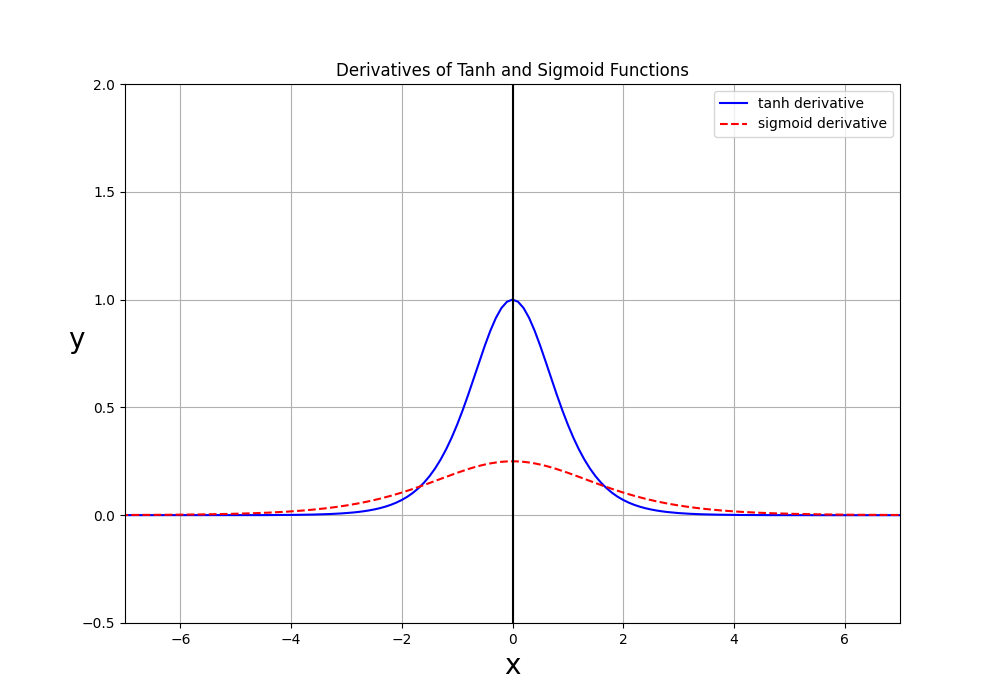 Derivatives of Tanh and Sigmoid Functions
tanh derivative
sigmoid derivative
2.0
1.5
1.0
0.5
0.0
−0.5
y
−6 −4 −2 0 2 4 6
x